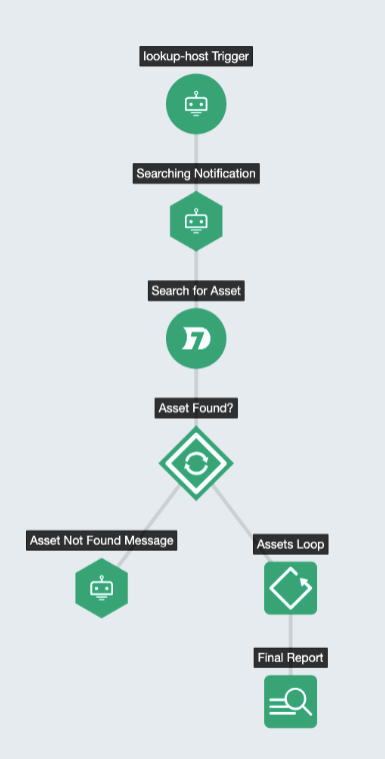 lookup-host Trigger
Searching Notification
Search for Asset
Asset Found?
Asset Not Found Message
Assets Loop
Final Report